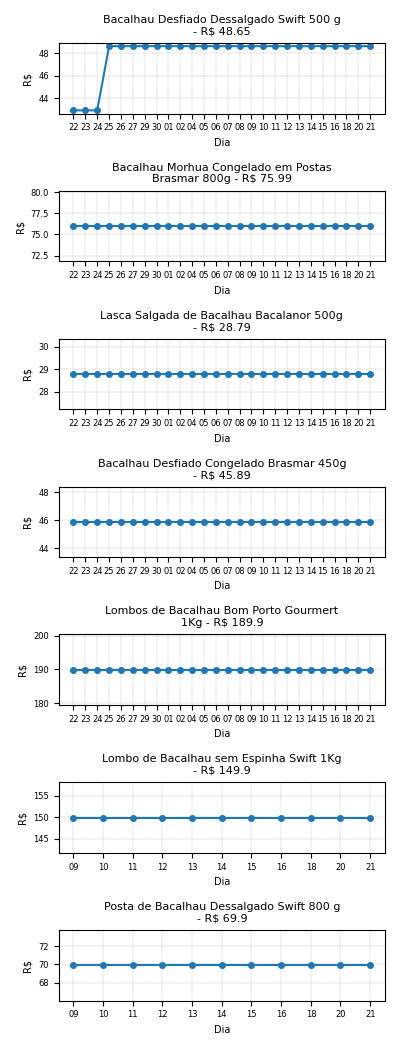 Bacalhau Desfiado Dessalgado Swift 500 g
- R$ 48.65
48
46
44
R$
22 23 24 25 26 27 29 30 01 02 04 05 06 07 08 09 10 11 12 13 14 15 16 18 20 21
Dia
Bacalhau Morhua Congelado em Postas
Brasmar 800g - R$ 75.99
80.0
77.5
75.0
72.5
R$
22 23 24 25 26 27 29 30 01 02 04 05 06 07 08 09 10 11 12 13 14 15 16 18 20 21
Dia
Lasca Salgada de Bacalhau Bacalanor 500g
- R$ 28.79
30
29
28
R$
22 23 24 25 26 27 29 30 01 02 04 05 06 07 08 09 10 11 12 13 14 15 16 18 20 21
Dia
Bacalhau Desfiado Congelado Brasmar 450g
- R$ 45.89
48
46
44
R$
22 23 24 25 26 27 29 30 01 02 04 05 06 07 08 09 10 11 12 13 14 15 16 18 20 21
Dia
Lombos de Bacalhau Bom Porto Gourmert
1Kg - R$ 189.9
200
190
180
R$
22 23 24 25 26 27 29 30 01 02 04 05 06 07 08 09 10 11 12 13 14 15 16 18 20 21
Dia
Lombo de Bacalhau sem Espinha Swift 1Kg
- R$ 149.9
155
150
145
R$
09 10 11 12 13 14 15 16 18 20 21
Dia
Posta de Bacalhau Dessalgado Swift 800 g
- R$ 69.9
72
70
68
R$
09 10 11 12 13 14 15 16 18 20 21
Dia